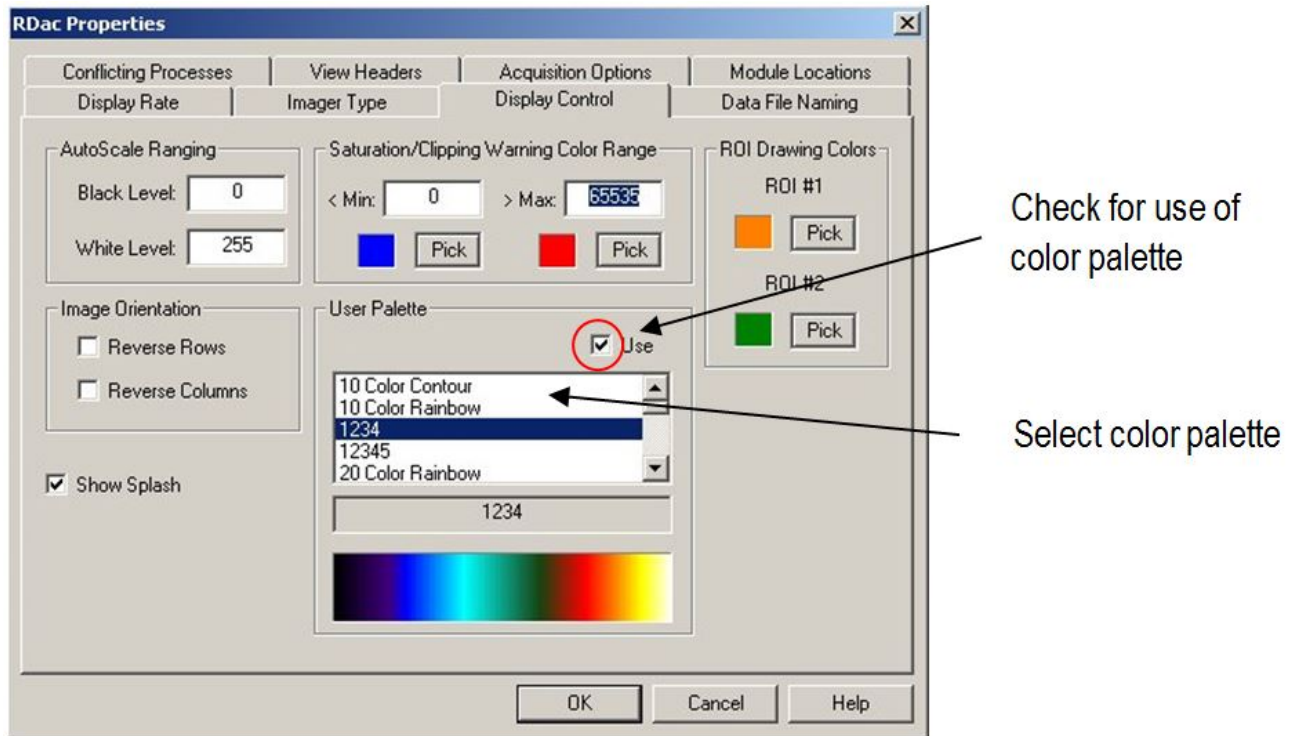 RDac Properties
Conflicting Processes
View Headers
Acquisition Options
Module Locations
Display Rate
Imager Type
Display Control
Data File Naming
AutoScale Ranging
Black Level: 0
White Level: 255
Saturation/Clipping Warning Color Range
< Min: 0 > Max: 65535
Pick Pick
ROI Drawing Colors
ROI #1
Pick
ROI #2
Pick
Image Orientation
Reverse Rows
Reverse Columns
Show Splash
User Palette
Use
10 Color Contour
10 Color Rainbow
1234
12345
20 Color Rainbow
1234
OK Cancel Help
Check for use of
color palette
Select color palette